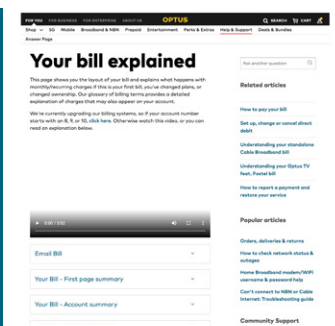 FOR YOU FOR BUSINESS FOR ENTERPRISE ABOUT US OPTUS SEARCH CART
Shop 5G Mobile Broadband & NBN Prepaid Entertainment Perks & Extras Help & Support Deals & Bundles
Answer Page
Your bill explained
This page shows you the layout of your bill and explains what happens with
monthly/recurring charges if this is your first bill, you've changed plans, or
changed ownership. Our glossary of billing terms provides a detailed
explanation of charges that may also appear on your account.
We're currently upgrading our billing systems, so if your account number
starts with an 8, 9, or 10, click here. Otherwise watch this video, or you can
read an explanation below.
0:00 / 2:02
Email Bill
Your Bill - First page summary
Your Bill - Account summary
Ask another question
Related articles
How to pay your bill
Set up, change or cancel direct
debit
Understanding your standalone
Cable Broadband bill
Understanding your Optus TV
feat. Foxtel bill
How to report a payment and
restore your service
Popular articles
Orders, deliveries & returns
How to check network status &
outages
Home Broadband modem/WiFi
username & password help
Can't connect to NBN or Cable
internet: Troubleshooting guide
Community Support